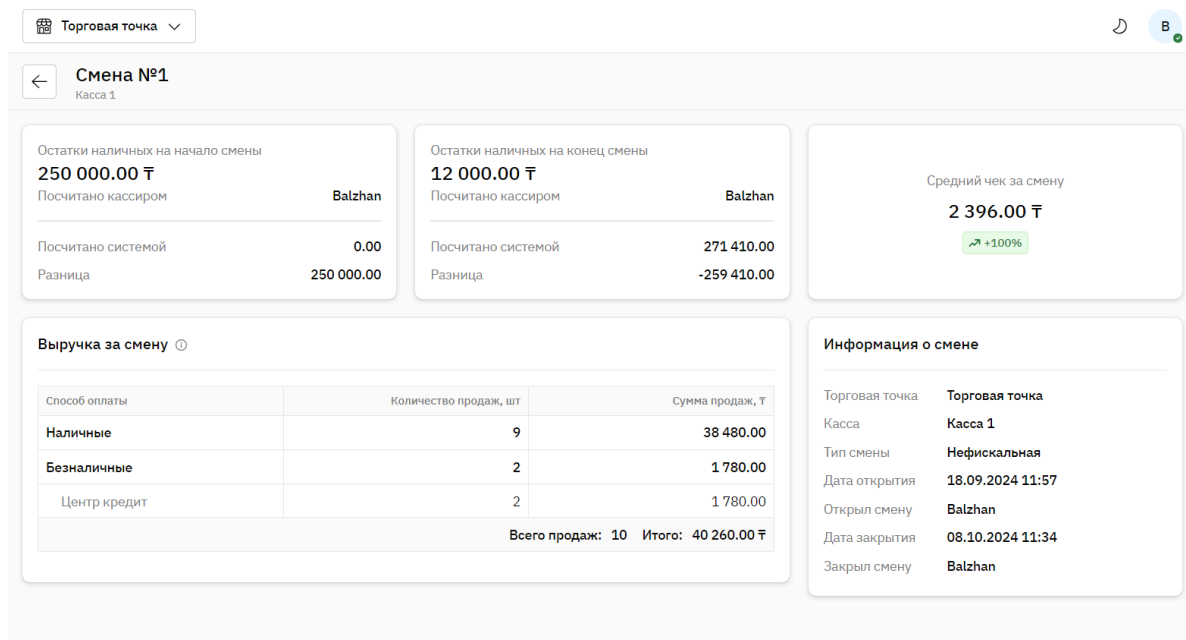 Торговая точка
B
Смена №1
Касса 1
Остатки наличных на начало смены
250 000.00 ₸
Посчитано кассиром Balzhan
Посчитано системой 0.00
Разница 250 000.00
Остатки наличных на конец смены
12 000.00 ₸
Посчитано кассиром Balzhan
Посчитано системой 271 410.00
Разница -259 410.00
Средний чек за смену
2 396.00 ₸
+100%
Выручка за смену
Способ оплаты Количество продаж, шт Сумма продаж, ₸
Наличные 9 38 480.00
Безналичные 2 1 780.00
Центр кредит 2 1 780.00
Всего продаж: 10 Итого: 40 260.00 ₸
Информация о смене
Торговая точка Торговая точка
Касса Касса 1
Тип смены Нефискальная
Дата открытия 18.09.2024 11:57
Открыл смену Balzhan
Дата закрытия 08.10.2024 11:34
Закрыл смену Balzhan